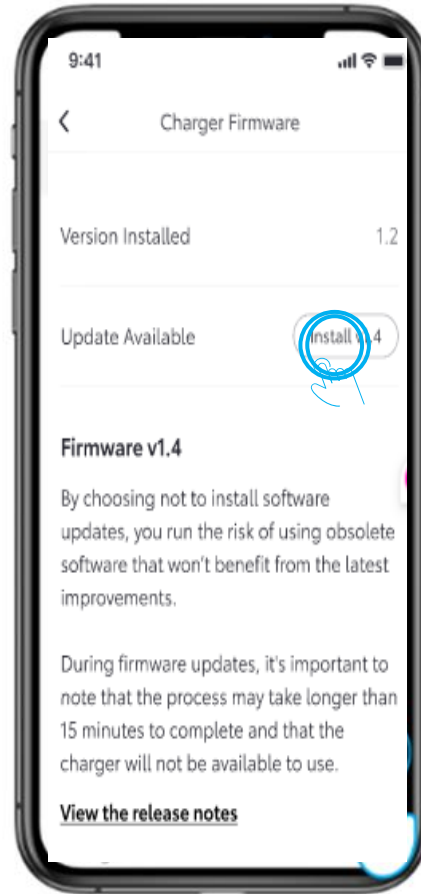 9:41
Charger Firmware
Version Installed 1.2
Update Available Install v1.4
Firmware v1.4
By choosing not to install software
updates, you run the risk of using obsolete
software that won't benefit from the latest
improvements.
During firmware updates, it's important to
note that the process may take longer than
15 minutes to complete and that the
charger will not be available to use.
View the release notes